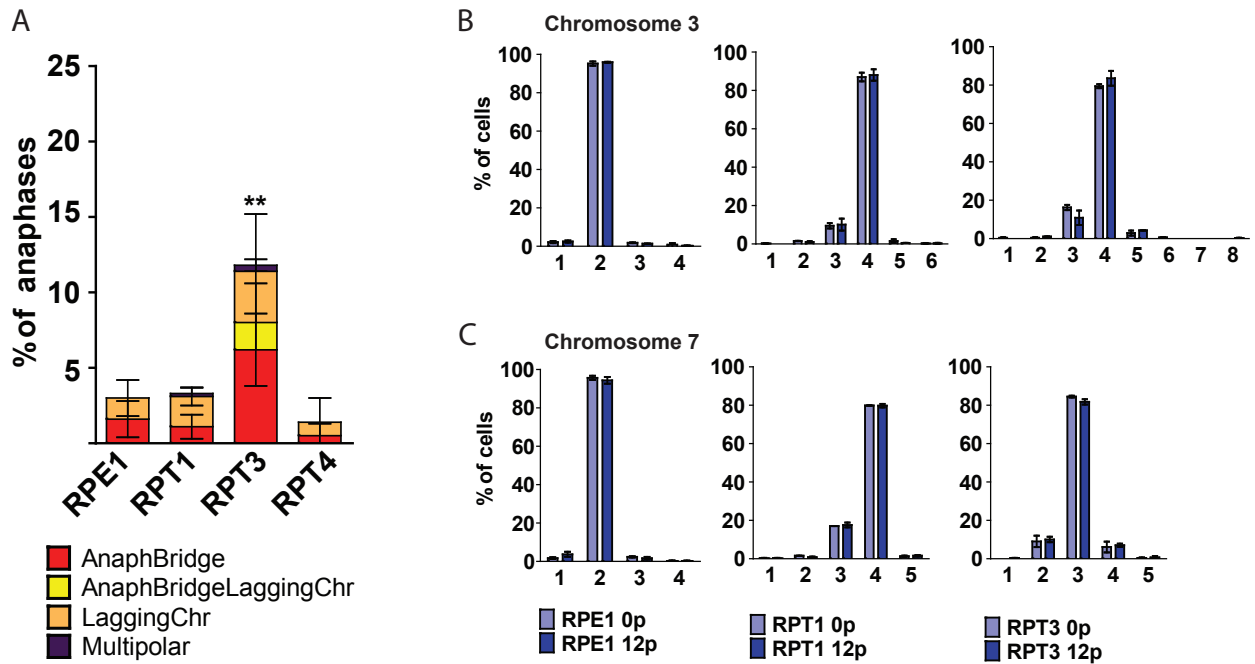 A
% of anaphases
25
20
15
10
5
**
RPE1
RPT1
RPT3
RPT4
AnaphBridge
AnaphBridgeLaggingChr
LaggingChr
Multipolar
B
Chromosome 3
% of cells
100
80
60
40
20
0
1 2 3 4
100
80
60
40
20
0
1 2 3 4 5 6
100
80
60
40
20
0
1 2 3 4 5 6 7 8
C
Chromosome 7
% of cells
100
80
60
40
20
0
1 2 3 4
RPE1 0p
RPE1 12p
100
80
60
40
20
0
1 2 3 4 5
RPT1 0p
RPT1 12p
100
80
60
40
20
0
1 2 3 4 5
RPT3 0p
RPT3 12p